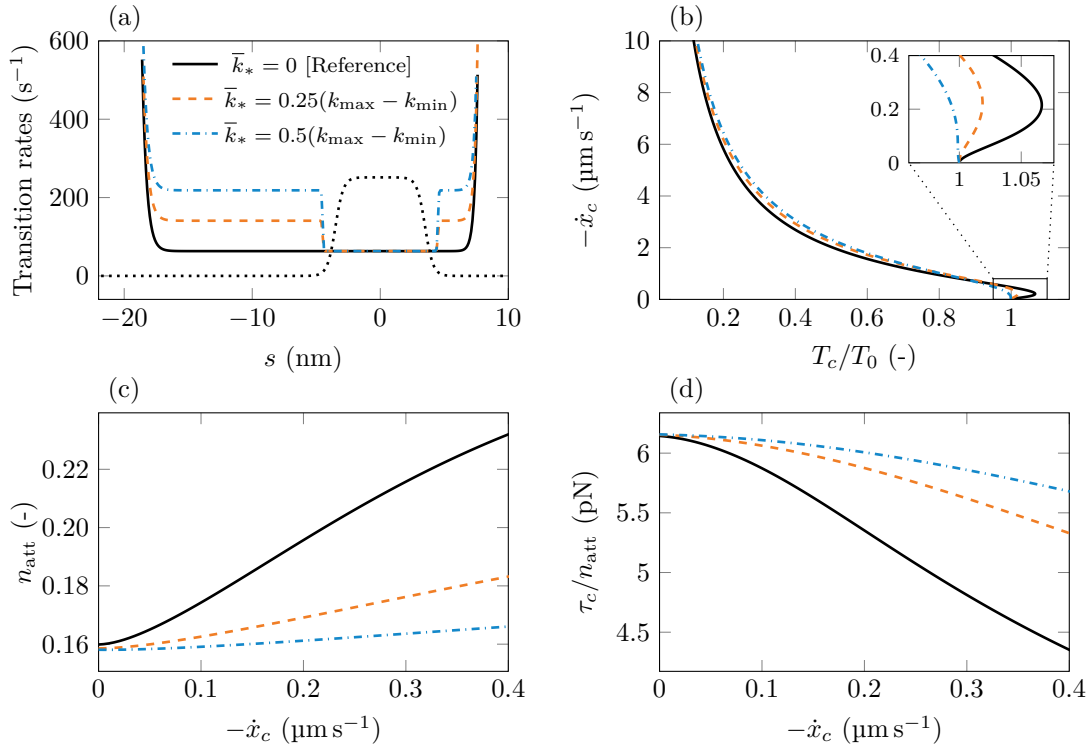 (a)
Transition rates (s⁻¹)
600
400
200
0
k̅∗ = 0 [Reference]
k̅∗ = 0.25(kmax − kmin)
k̅∗ = 0.5(kmax − kmin)
−20 −10 0 10
s (nm)
(b)
−ẋc (µm s⁻¹)
10
8
6
4
2
0
0.4
0.2
0
1 1.05
0.2 0.4 0.6 0.8 1
Tc/T0 (-)
(c)
natt (-)
0.22
0.20
0.18
0.16
0 0.1 0.2 0.3 0.4
−ẋc (µm s⁻¹)
(d)
τc/natt (pN)
6
5.5
5
4.5
0 0.1 0.2 0.3 0.4
−ẋc (µm s⁻¹)